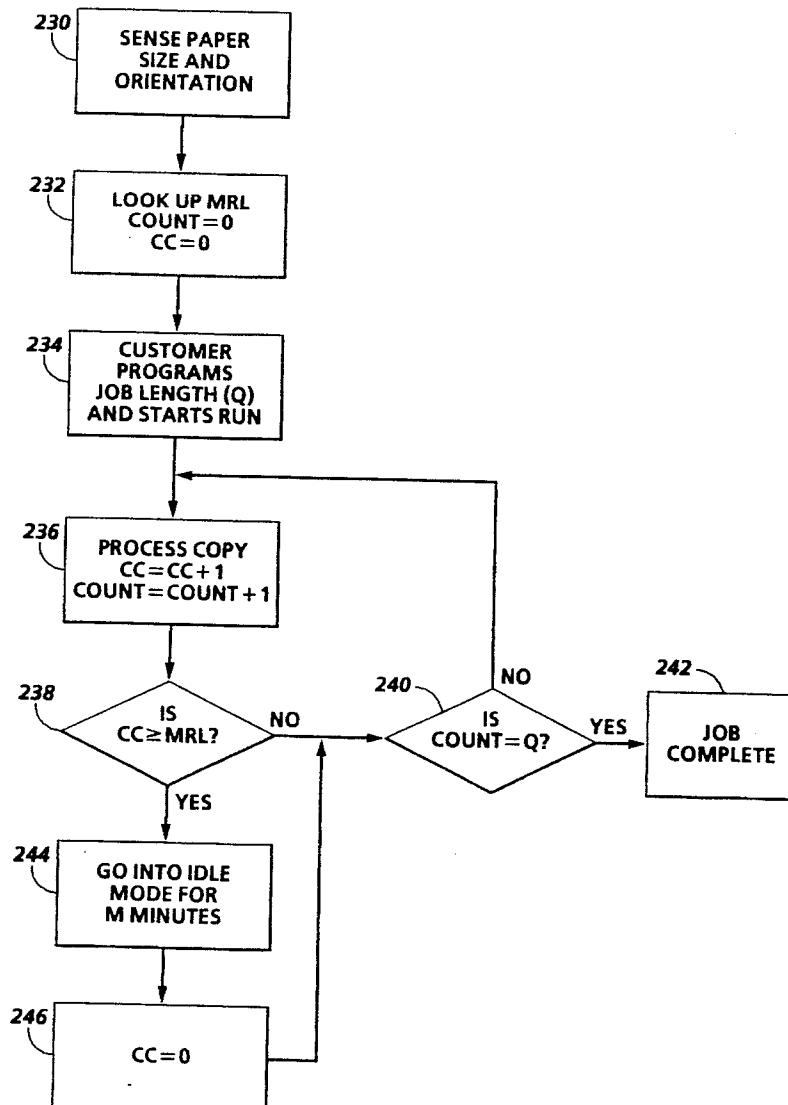 230
SENSE PAPER
SIZE AND
ORIENTATION
232
LOOK UP MRL
COUNT=0
CC=0
234
CUSTOMER
PROGRAMS
JOB LENGTH (Q)
AND STARTS RUN
236
PROCESS COPY
CC=CC+1
COUNT=COUNT+1
238
IS
CC≥MRL?
NO
YES
240
IS
COUNT=Q?
NO
YES
242
JOB
COMPLETE
244
GO INTO IDLE
MODE FOR
M MINUTES
246
CC=0